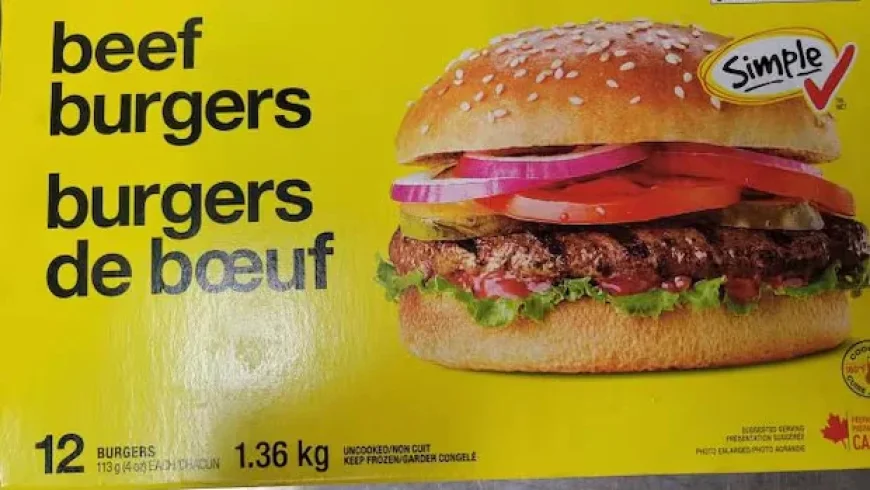 beef
burgers
burgers
de bœuf
Simple
12 BURGERS
113 g (4 oz) EACH/CHACUN
1.36 kg
UNCOOKED/NON CUIT
KEEP FROZEN/GARDER CONGELÉ
SUGGESTED SERVING
PRÉSENTATION SUGGÉRÉE
PHOTO ENLARGED/PHOTO AGRANDIE
CA